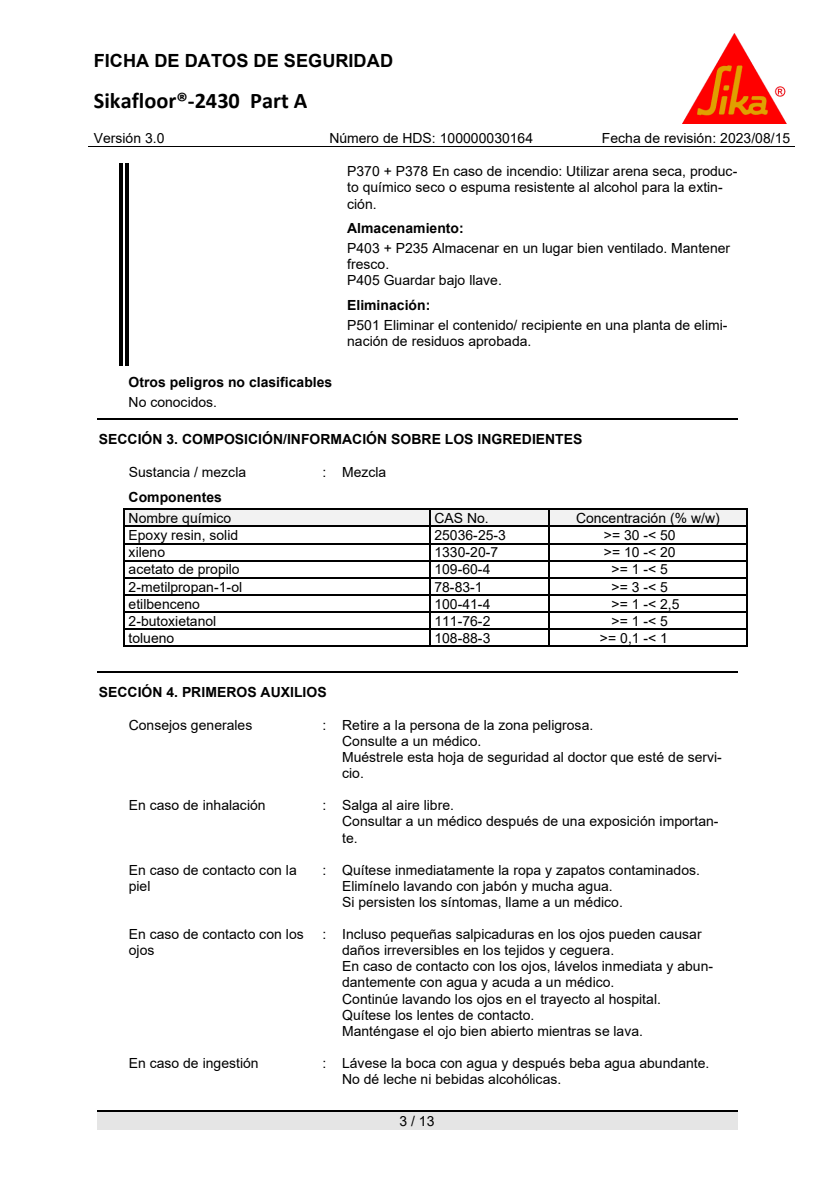 FICHA DE DATOS DE SEGURIDAD
Sikafloor®-2430 Part A
Sika®
Versión 3.0 Número de HDS: 100000030164 Fecha de revisión: 2023/08/15
P370 + P378 En caso de incendio: Utilizar arena seca, produc-
to químico seco o espuma resistente al alcohol para la extin-
ción.
Almacenamiento:
P403 + P235 Almacenar en un lugar bien ventilado. Mantener
fresco.
P405 Guardar bajo llave.
Eliminación:
P501 Eliminar el contenido/ recipiente en una planta de elimi-
nación de residuos aprobada.
Otros peligros no clasificables
No conocidos.
SECCIÓN 3. COMPOSICIÓN/INFORMACIÓN SOBRE LOS INGREDIENTES
Sustancia / mezcla : Mezcla
Componentes
Nombre químico CAS No. Concentración (% w/w)
Epoxy resin, solid 25036-25-3 >= 30 -< 50
xileno 1330-20-7 >= 10 -< 20
acetato de propilo 109-60-4 >= 1 -< 5
2-metilpropan-1-ol 78-83-1 >= 3 -< 5
etilbenceno 100-41-4 >= 1 -< 2,5
2-butoxietanol 111-76-2 >= 1 -< 5
tolueno 108-88-3 >= 0,1 -< 1
SECCIÓN 4. PRIMEROS AUXILIOS
Consejos generales : Retire a la persona de la zona peligrosa.
Consulte a un médico.
Muéstrele esta hoja de seguridad al doctor que esté de servi-
cio.
En caso de inhalación : Salga al aire libre.
Consultar a un médico después de una exposición importan-
te.
En caso de contacto con la : Quítese inmediatamente la ropa y zapatos contaminados.
piel Elimínelo lavando con jabón y mucha agua.
Si persisten los síntomas, llame a un médico.
En caso de contacto con los : Incluso pequeñas salpicaduras en los ojos pueden causar
ojos daños irreversibles en los tejidos y ceguera.
En caso de contacto con los ojos, lávelos inmediata y abun-
dantemente con agua y acuda a un médico.
Continúe lavando los ojos en el trayecto al hospital.
Quítese los lentes de contacto.
Manténgase el ojo bien abierto mientras se lava.
En caso de ingestión : Lávese la boca con agua y después beba agua abundante.
No dé leche ni bebidas alcohólicas.
3 / 13